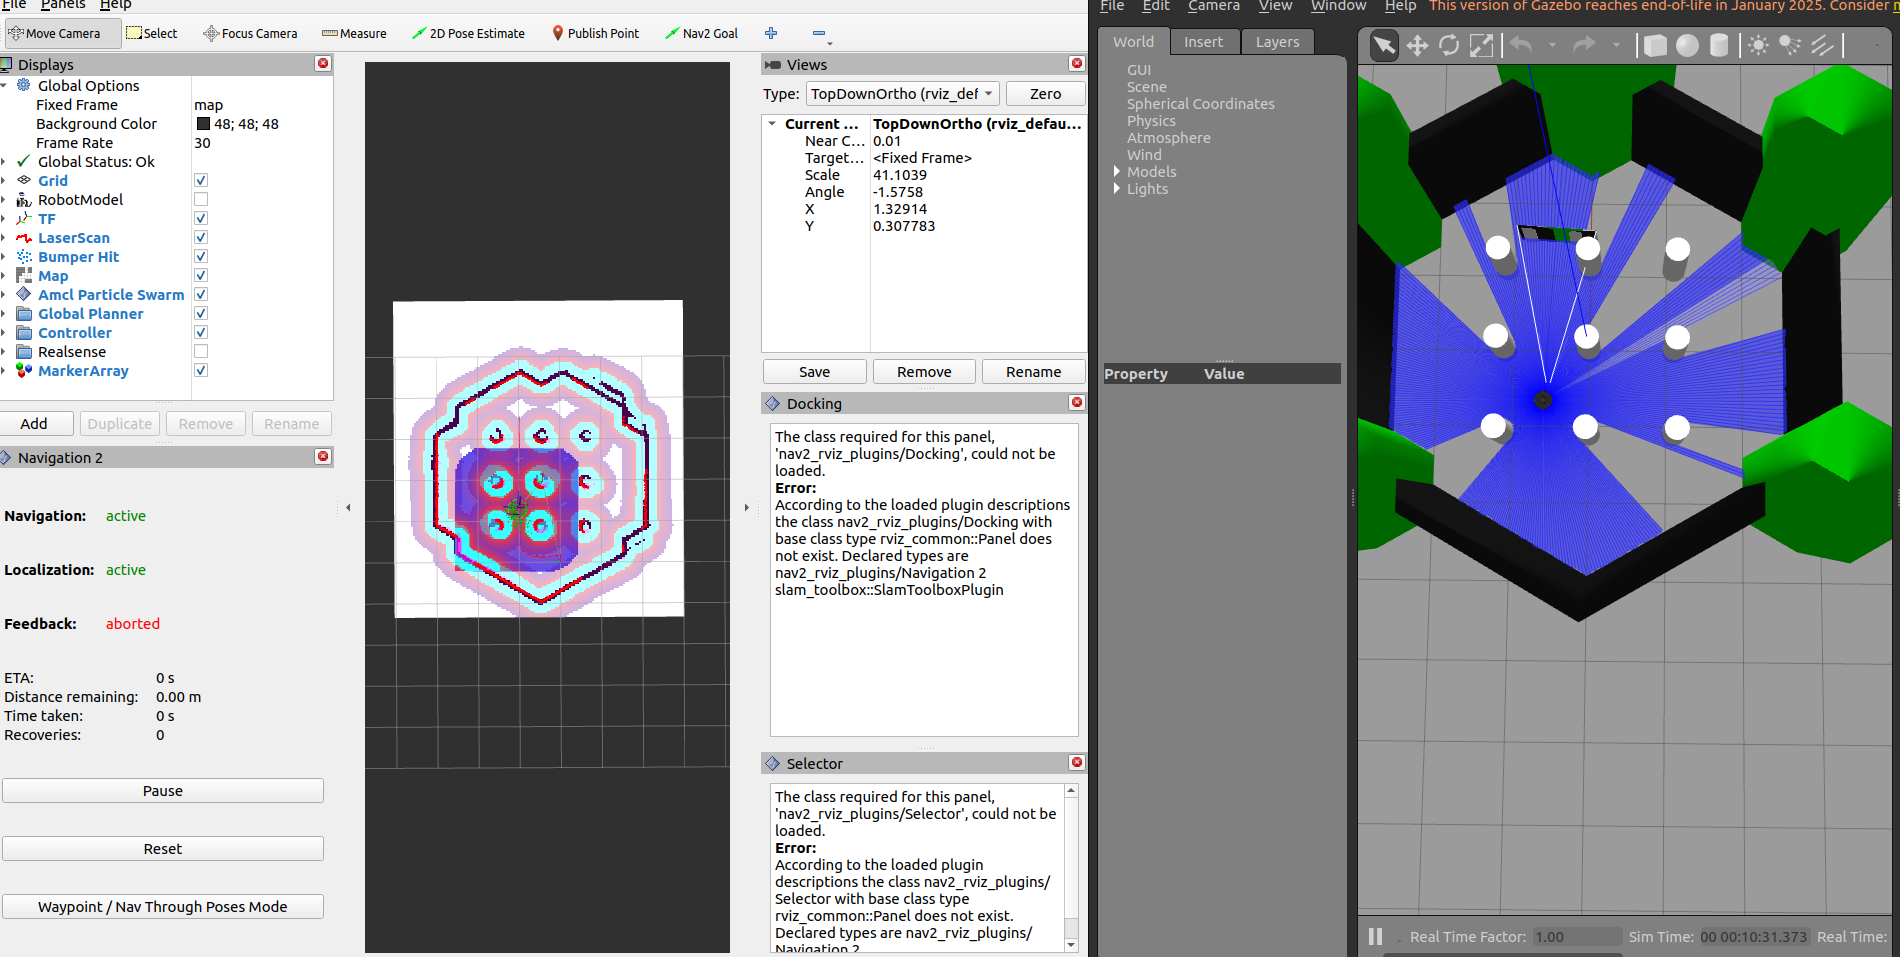 File Panels Help
Move Camera Select Focus Camera Measure 2D Pose Estimate Publish Point Nav2 Goal
Displays
Global Options
Fixed Frame map
Background Color 48; 48; 48
Frame Rate 30
Global Status: Ok
Grid
RobotModel
TF
LaserScan
Bumper Hit
Map
Amcl Particle Swarm
Global Planner
Controller
Realsense
MarkerArray
Add Duplicate Remove Rename
Navigation 2
Navigation: active
Localization: active
Feedback: aborted
ETA: 0 s
Distance remaining: 0.00 m
Time taken: 0 s
Recoveries: 0
Pause
Reset
Waypoint / Nav Through Poses Mode
Views
Type: TopDownOrtho (rviz_def Zero
Current ... TopDownOrtho (rviz_defau...
Near C... 0.01
Target... <Fixed Frame>
Scale 41.1039
Angle -1.5758
X 1.32914
Y 0.307783
Save Remove Rename
Docking
The class required for this panel,
'nav2_rviz_plugins/Docking', could not be
loaded.
Error:
According to the loaded plugin descriptions
the class nav2_rviz_plugins/Docking with
base class type rviz_common::Panel does
not exist. Declared types are
nav2_rviz_plugins/Navigation 2
slam_toolbox::SlamToolboxPlugin
Selector
The class required for this panel,
'nav2_rviz_plugins/Selector', could not be
loaded.
Error:
According to the loaded plugin
descriptions the class nav2_rviz_plugins/
Selector with base class type
rviz_common::Panel does not exist.
Declared types are nav2_rviz_plugins/
Navigation 2
File Edit Camera View Window Help This version of Gazebo reaches end-of-life in January 2025. Consider
World Insert Layers
GUI
Scene
Spherical Coordinates
Physics
Atmosphere
Wind
Models
Lights
Property Value
Real Time Factor: 1.00 Sim Time: 00 00:10:31.373 Real Time: